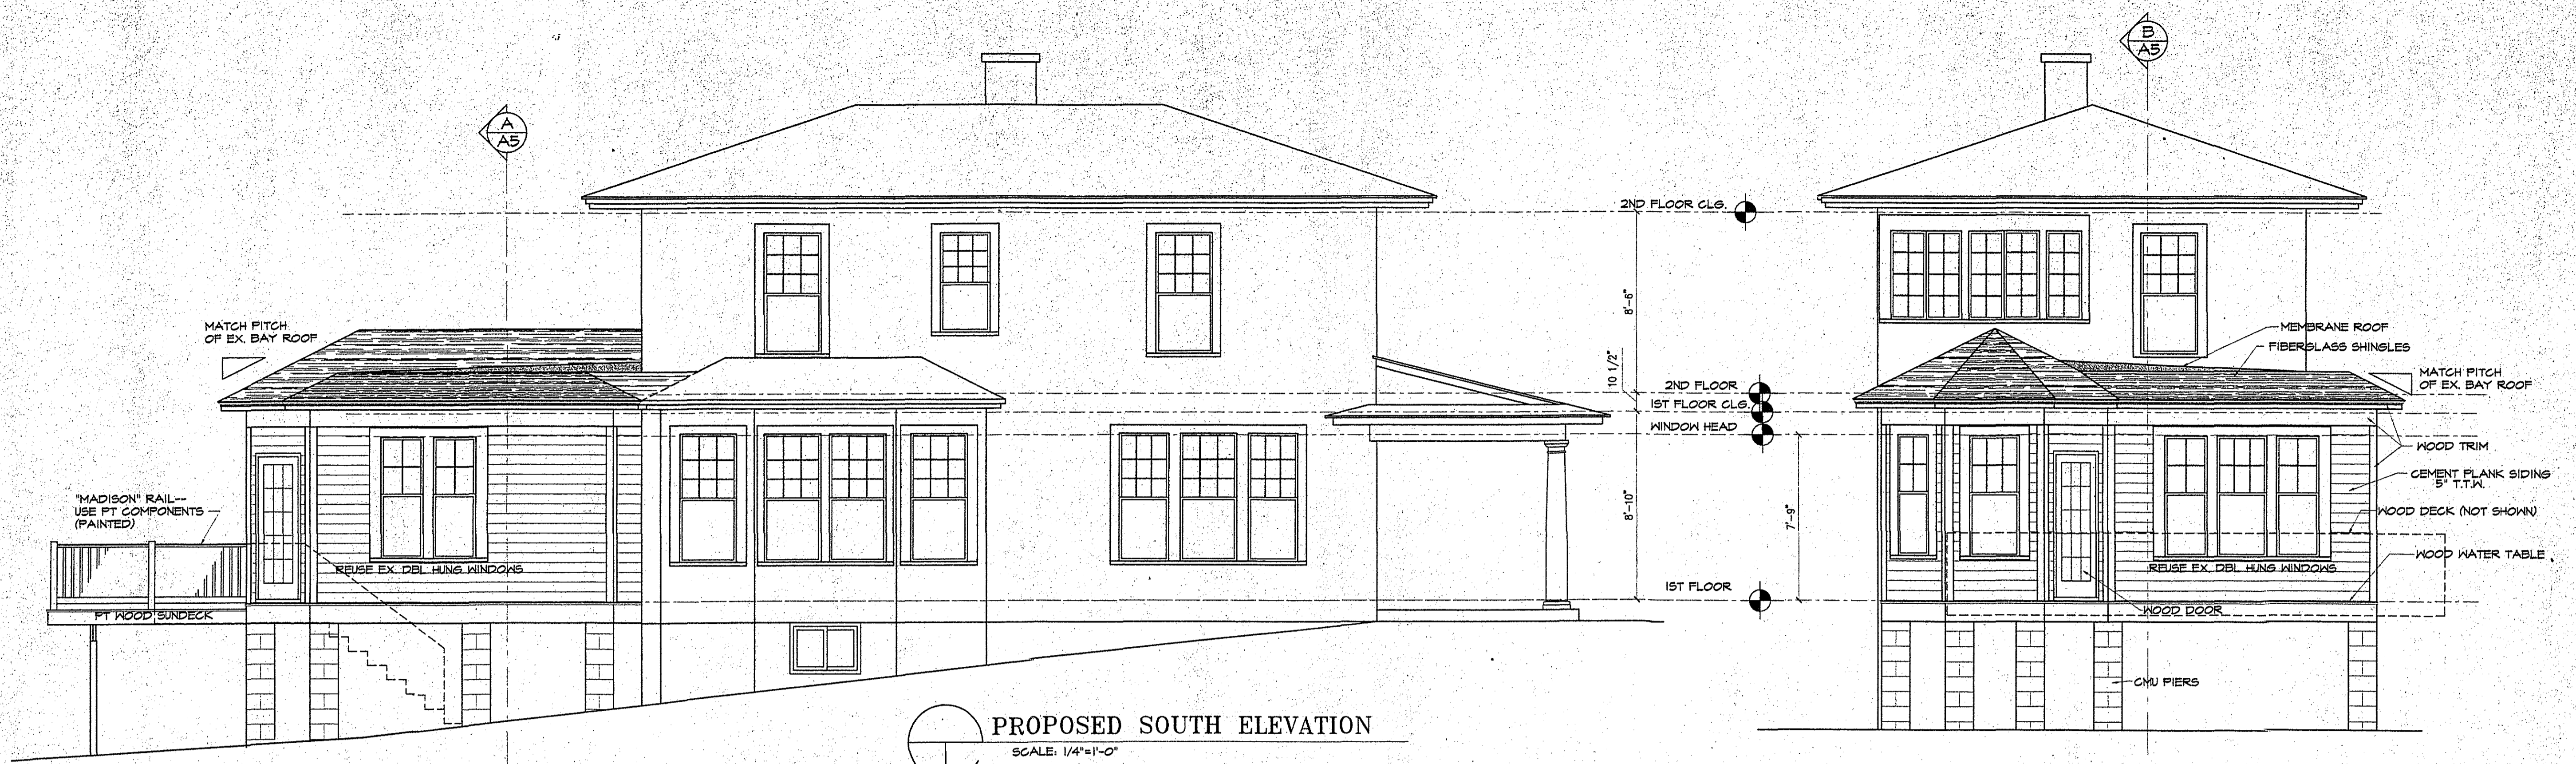 A
A5
MATCH PITCH
OF EX. BAY ROOF
"MADISON" RAIL--
USE PT COMPONENTS
(PAINTED)
PT WOOD SUNDECK
REUSE EX. DBL HUNG WINDOWS
PROPOSED SOUTH ELEVATION
SCALE: 1/4"=1'-0"
2ND FLOOR CLG.
8'-6"
10 1/2"
2ND FLOOR
1ST FLOOR CLG.
WINDOW HEAD
8'-10"
7'-9"
1ST FLOOR
B
A5
MEMBRANE ROOF
FIBERGLASS SHINGLES
MATCH PITCH
OF EX. BAY ROOF
WOOD TRIM
CEMENT PLANK SIDING
5" T.T.W.
WOOD DECK (NOT SHOWN)
WOOD WATER TABLE
REUSE EX. DBL HUNG WINDOWS
WOOD DOOR
CMU PIERS